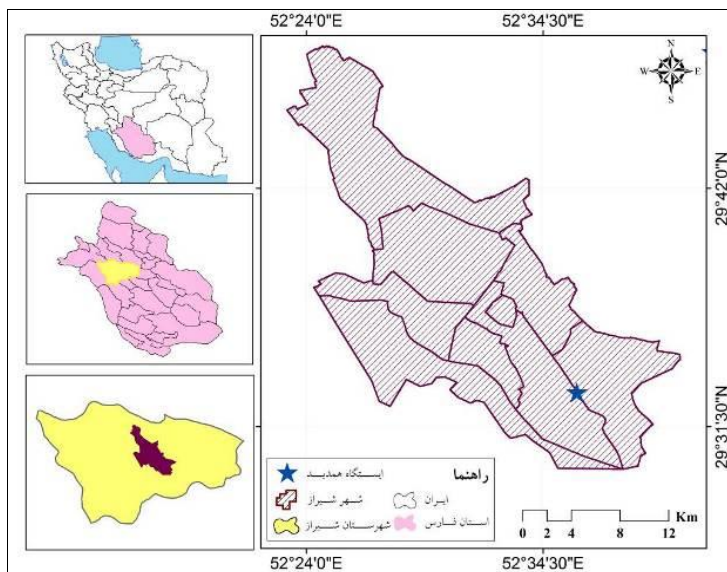 52°24'0"E
52°34'30"E
N
W
E
S
29°42'0"N
29°31'30"N
راهنما
ایستگاه همدید
شهر شیراز
ایران
شهرستان شیراز
استان فارس
Km
0 2 4 8 12
52°24'0"E
52°34'30"E